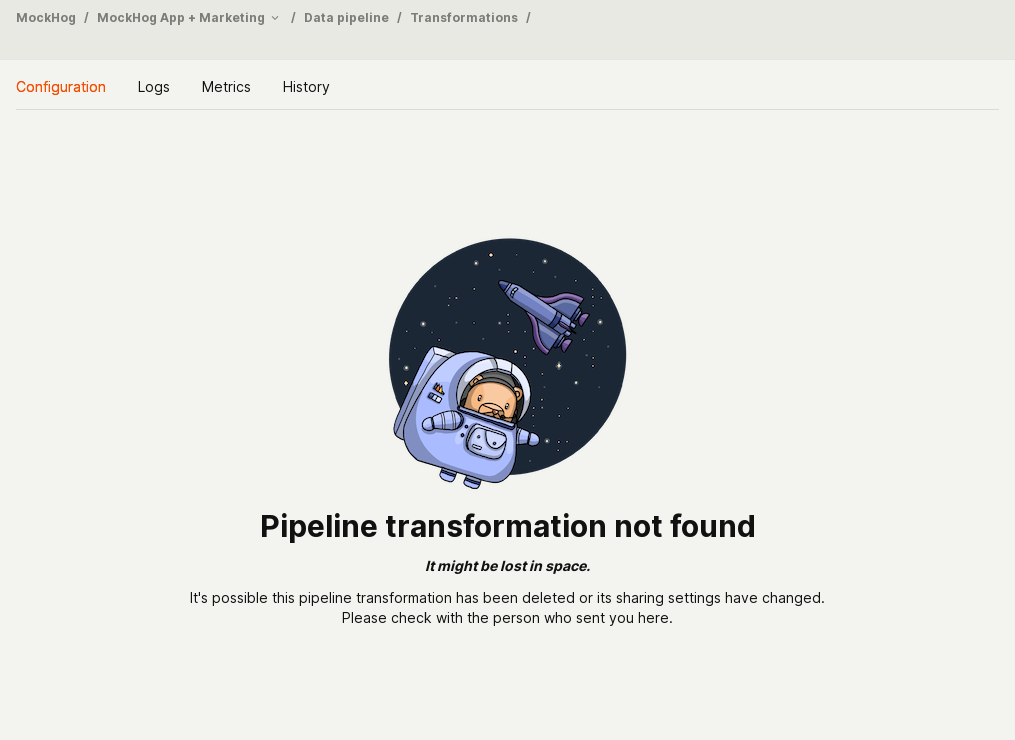 MockHog / MockHog App + Marketing / Data pipeline / Transformations /
Configuration Logs Metrics History
Pipeline transformation not found
It might be lost in space.
It's possible this pipeline transformation has been deleted or its sharing settings have changed.
Please check with the person who sent you here.